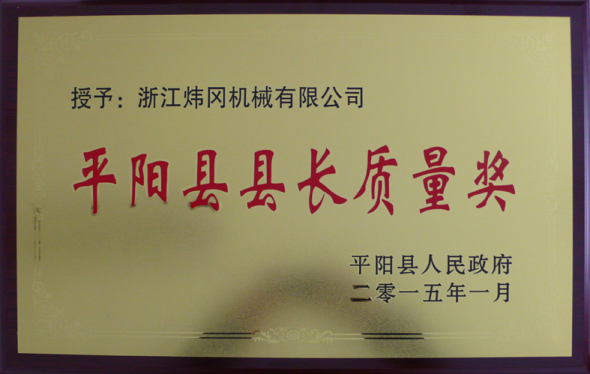 授予：浙江炜冈机械有限公司
平阳县县长质量奖
平阳县人民政府
二零一五年一月